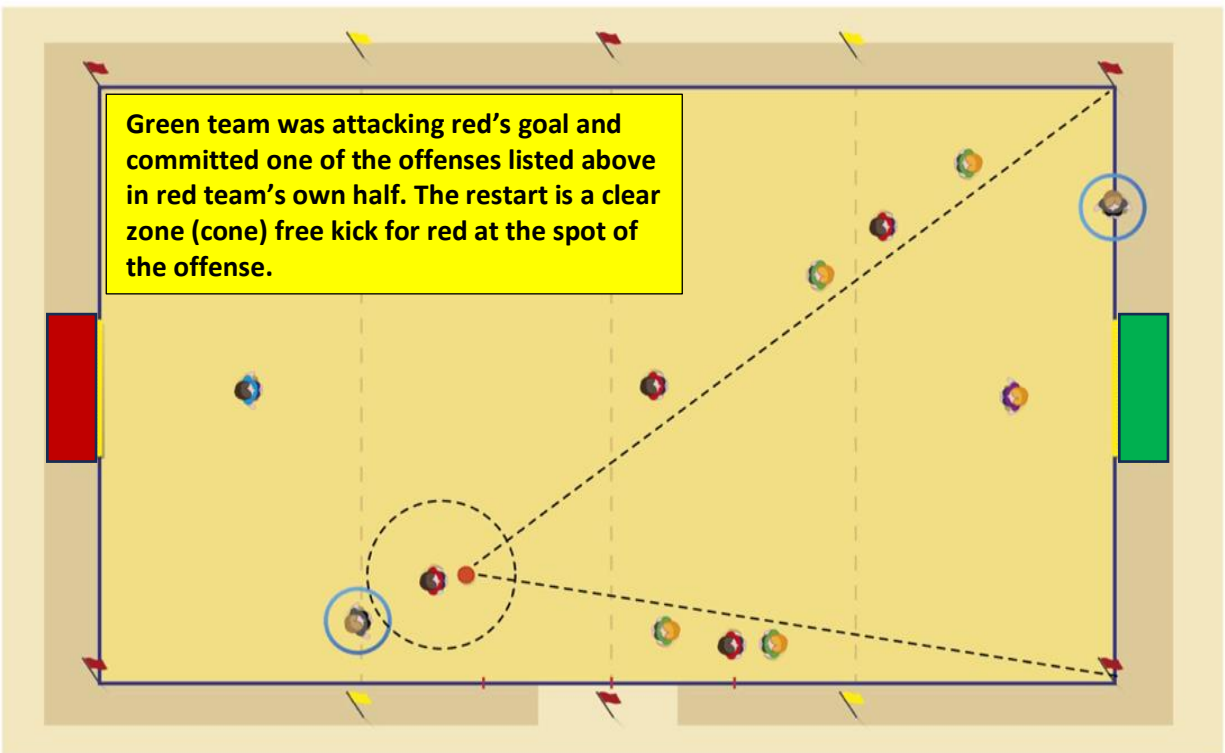 Green team was attacking red’s goal and
committed one of the offenses listed above
in red team’s own half. The restart is a clear
zone (cone) free kick for red at the spot of
the offense.